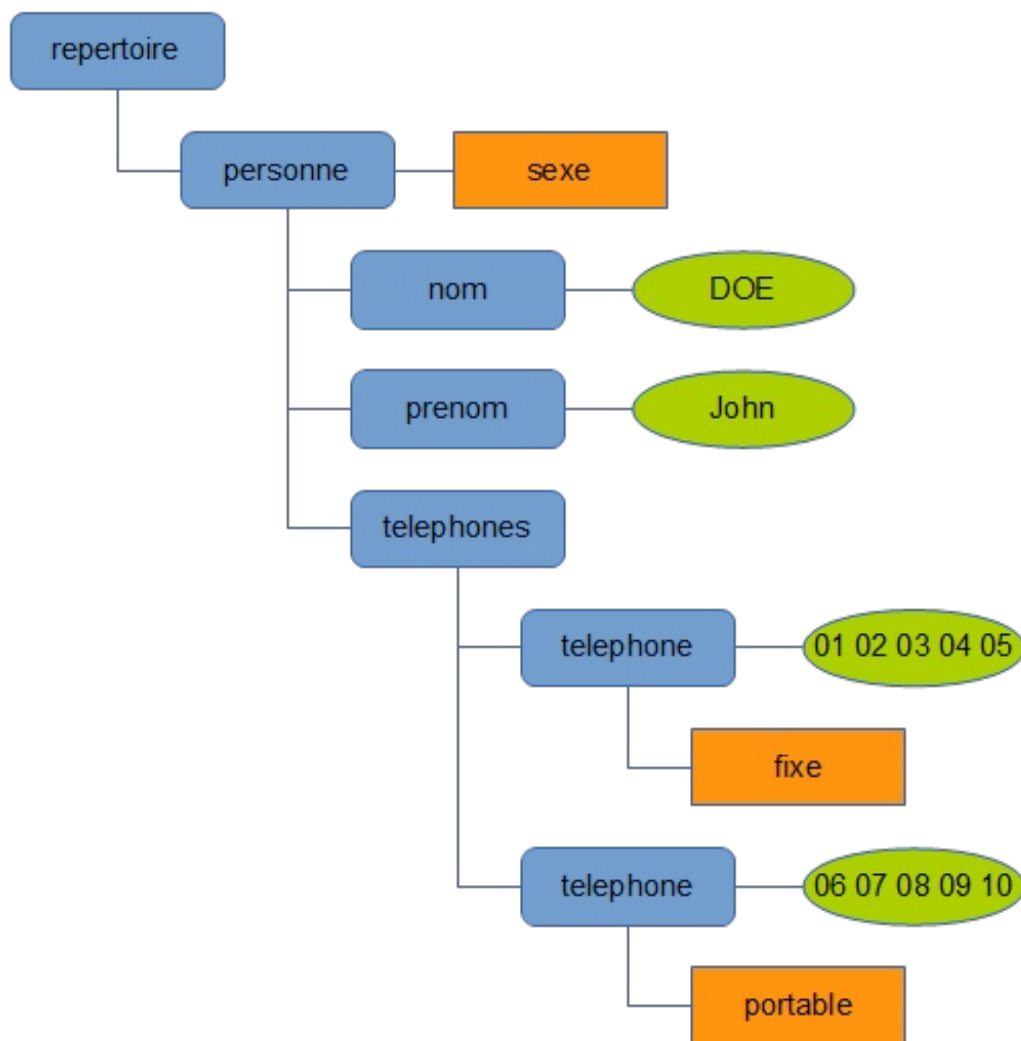 repertoire
personne
sexe
nom
DOE
prenom
John
telephones
telephone
01 02 03 04 05
fixe
telephone
06 07 08 09 10
portable